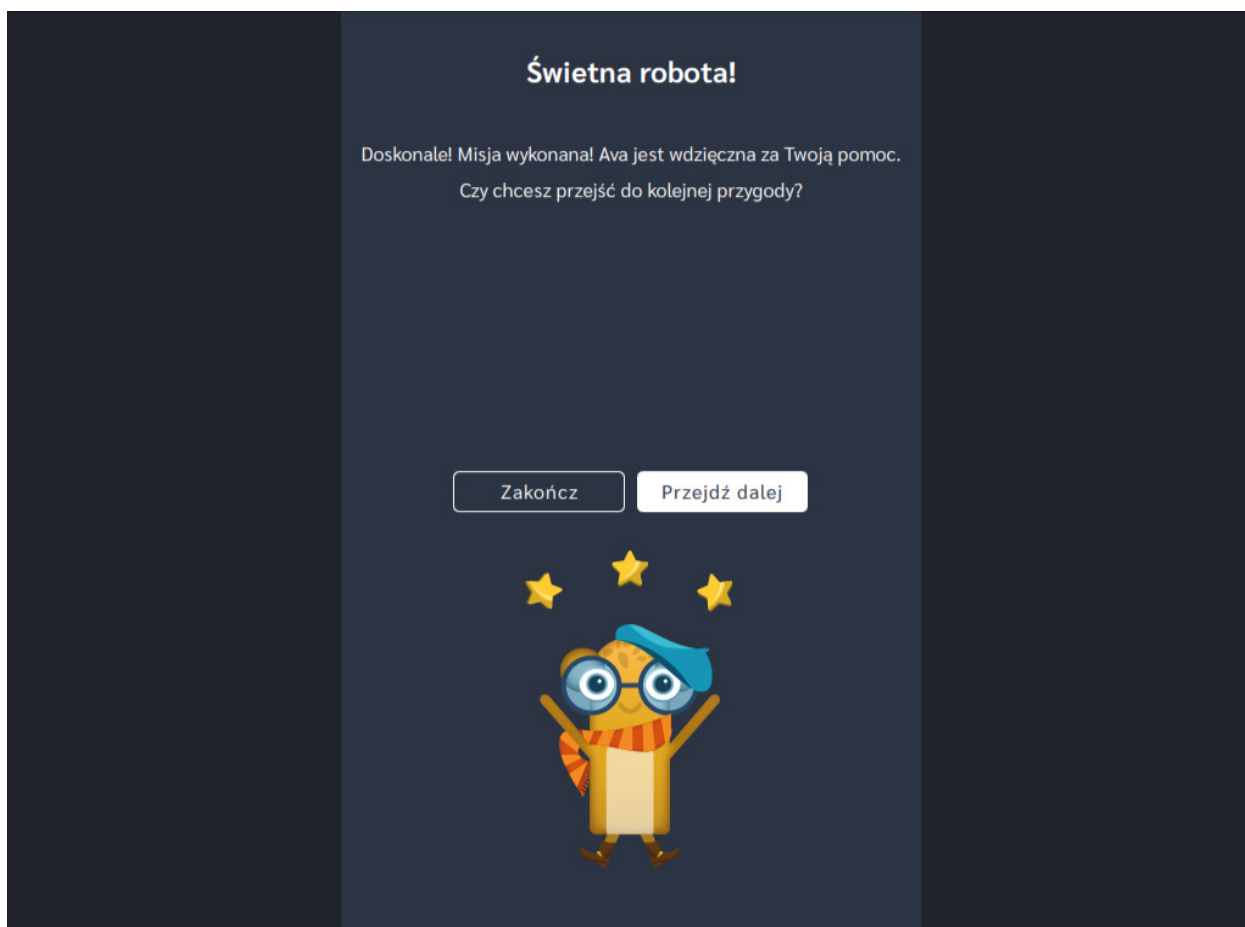 Świetna robota!
Doskonale! Misja wykonana! Ava jest wdzięczna za Twoją pomoc.
Czy chcesz przejść do kolejnej przygody?
Zakończ
Przejdź dalej